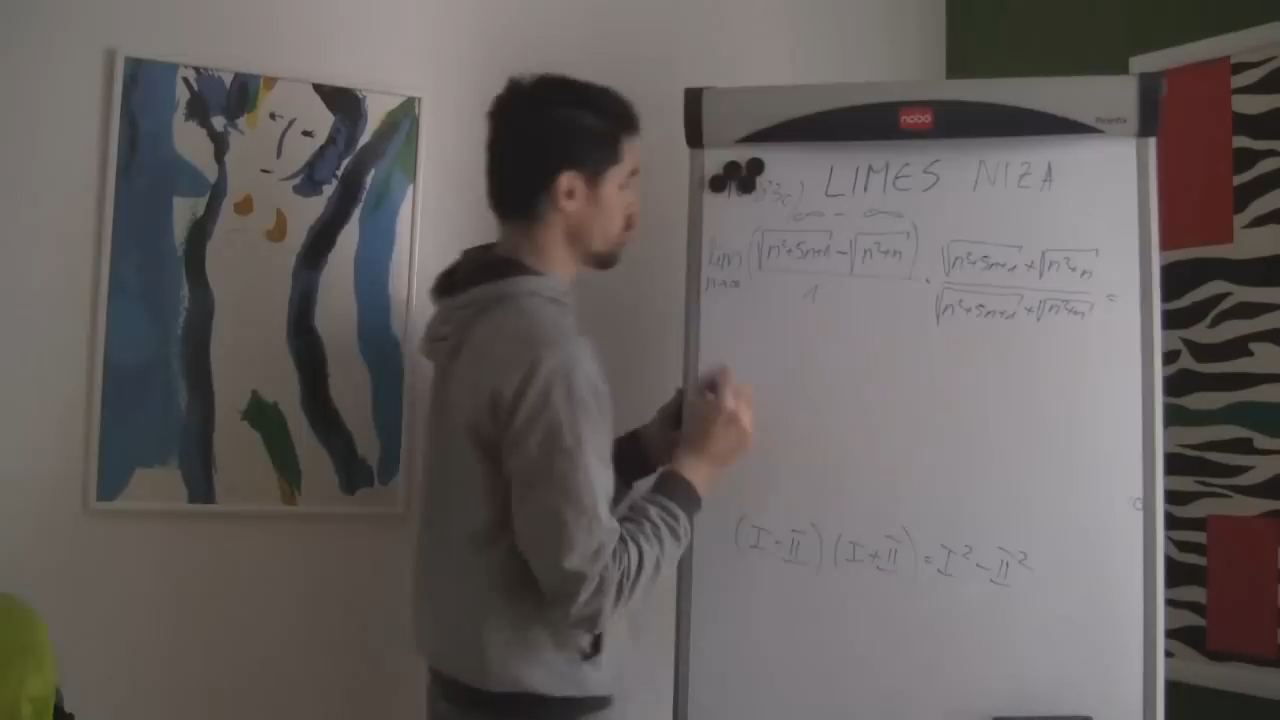 nobo
LIMES NIZA
∞ - ∞
lim n→∞ (√(n²+5n+1) - √(n²+n)) / 1 · (√(n²+5n+1) + √(n²+n)) / (√(n²+5n+1) + √(n²+n)) =
(I - II)(I + II) = I² - II²